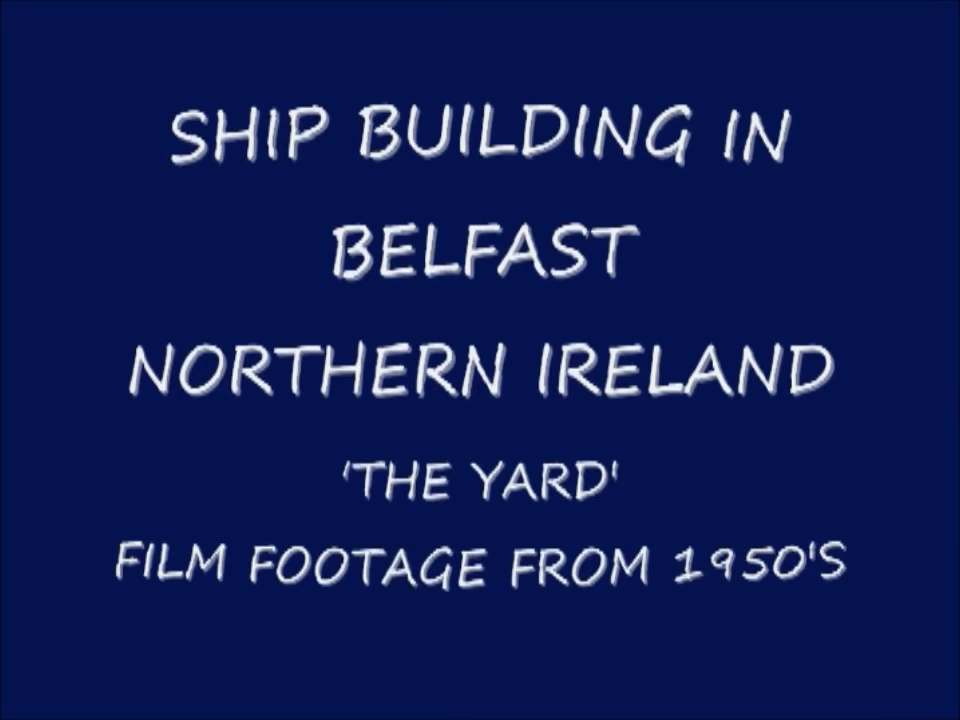 SHIP BUILDING IN
BELFAST
NORTHERN IRELAND
'THE YARD'
FILM FOOTAGE FROM 1950'S